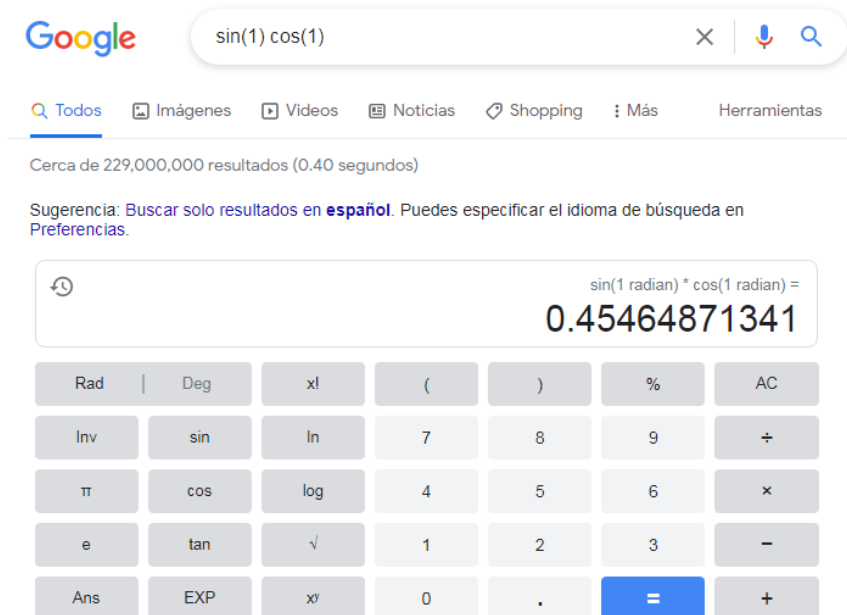 Google sin(1) cos(1)
Todos Imágenes Videos Noticias Shopping Más Herramientas
Cerca de 229,000,000 resultados (0.40 segundos)
Sugerencia: Buscar solo resultados en español. Puedes especificar el idioma de búsqueda en
Preferencias.
sin(1 radian) * cos(1 radian) =
0.45464871341
Rad | Deg x! ( ) % AC
Inv sin ln 7 8 9 ÷
π cos log 4 5 6 ×
e tan √ 1 2 3 −
Ans EXP xʸ 0 . = +